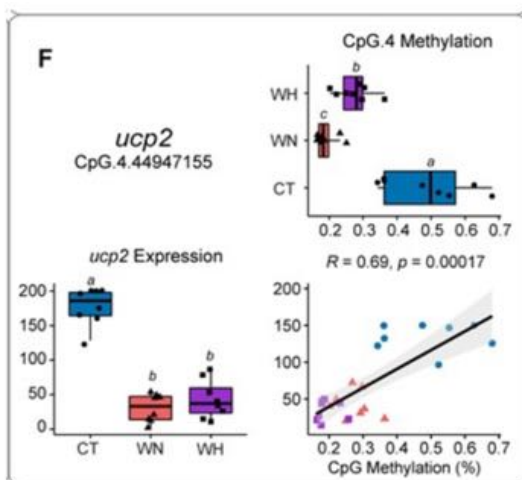 F
CpG.4 Methylation
b
WH
c
WN
a
CT
0.2 0.3 0.4 0.5 0.6 0.7
ucp2
CpG.4.44947155
ucp2 Expression
a
200
150
100
50
0
b
b
CT WN WH
R = 0.69, p = 0.00017
200
150
100
50
0.2 0.3 0.4 0.5 0.6 0.7
CpG Methylation (%)